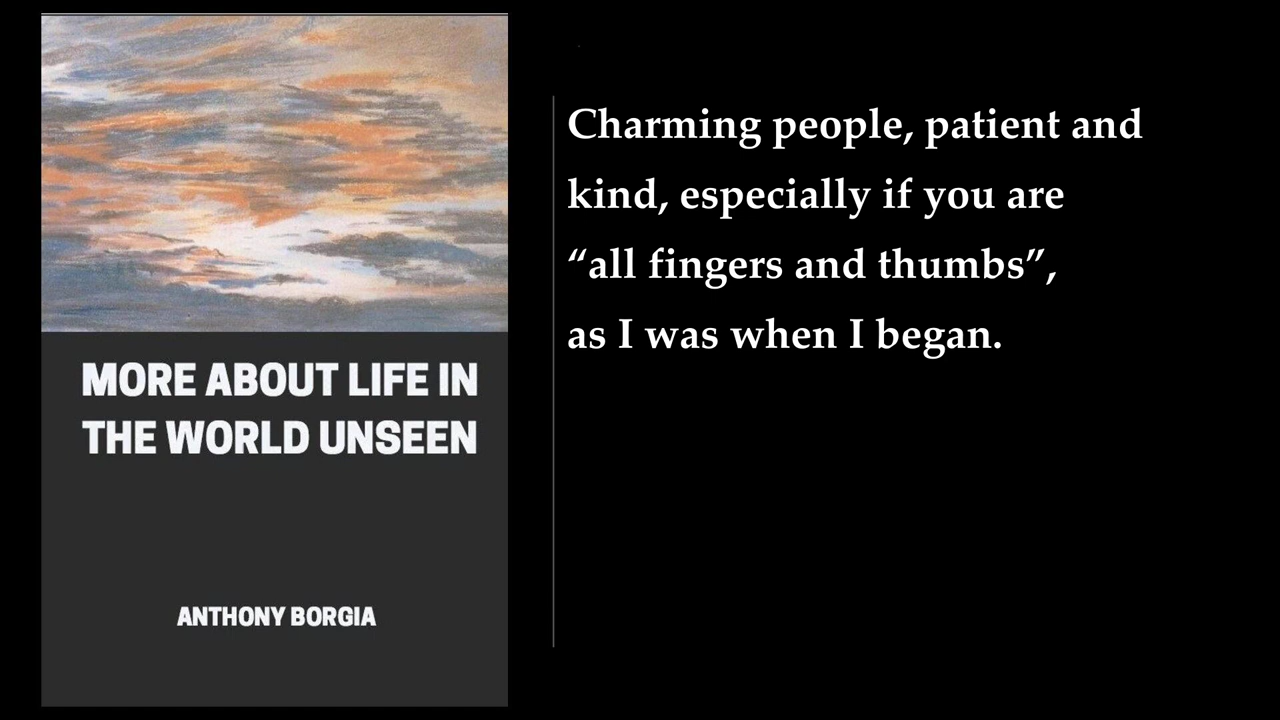 MORE ABOUT LIFE IN
THE WORLD UNSEEN
ANTHONY BORGIA
Charming people, patient and
kind, especially if you are
“all fingers and thumbs”,
as I was when I began.